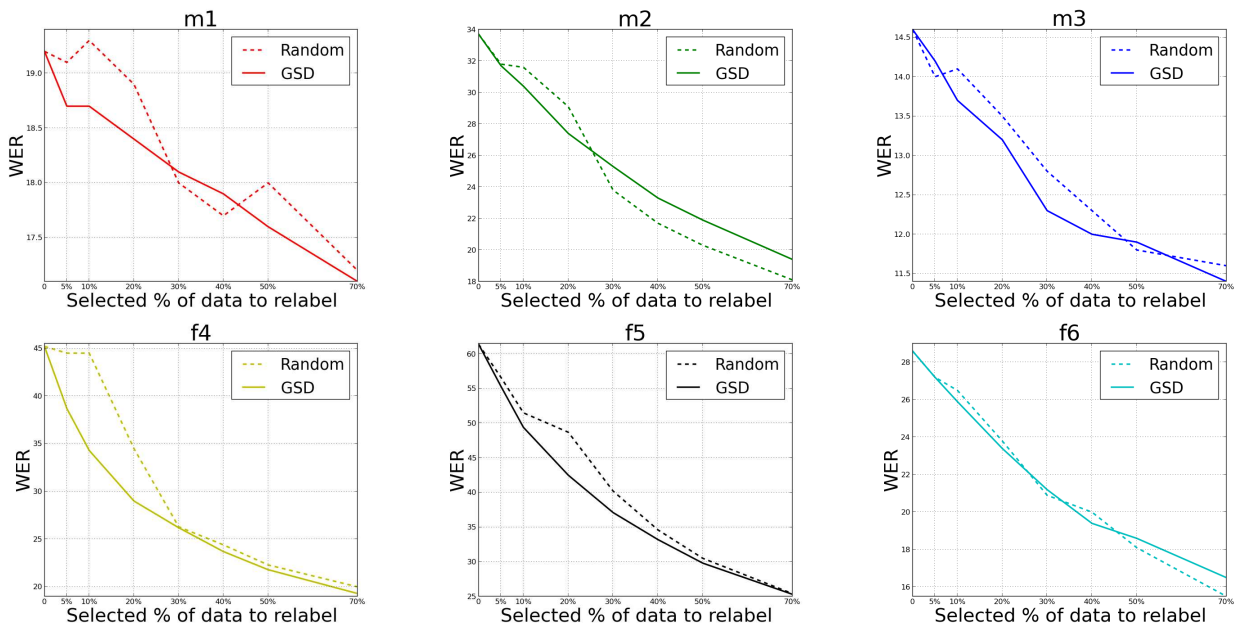 m1
WER
19.0
18.5
18.0
17.5
Random
GSD
0 5% 10% 20% 30% 40% 50% 70%
Selected % of data to relabel
m2
WER
34
32
30
28
26
24
22
20
18
Random
GSD
0 5% 10% 20% 30% 40% 50% 70%
Selected % of data to relabel
m3
WER
14.5
14.0
13.5
13.0
12.5
12.0
11.5
Random
GSD
0 5% 10% 20% 30% 40% 50% 70%
Selected % of data to relabel
f4
WER
45
40
35
30
25
20
Random
GSD
0 5% 10% 20% 30% 40% 50% 70%
Selected % of data to relabel
f5
WER
60
55
50
45
40
35
30
25
Random
GSD
0 5% 10% 20% 30% 40% 50% 70%
Selected % of data to relabel
f6
WER
28
26
24
22
20
18
16
Random
GSD
0 5% 10% 20% 30% 40% 50% 70%
Selected % of data to relabel